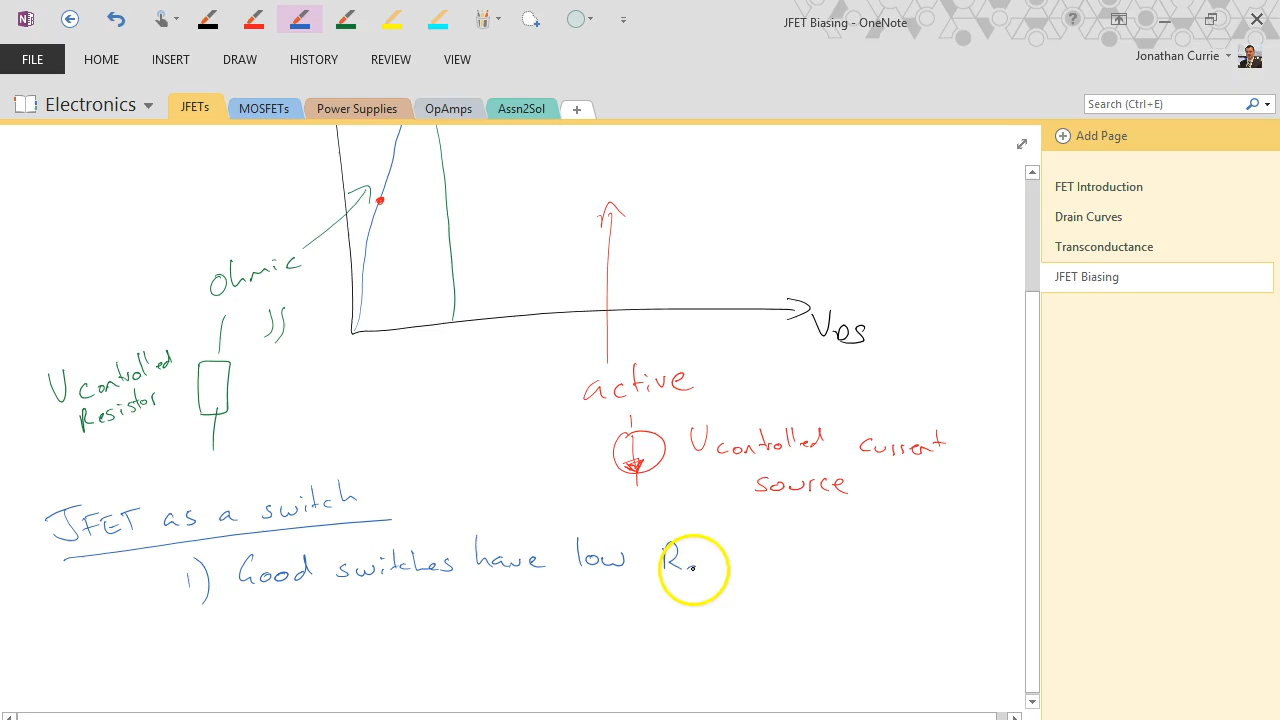 JFET Biasing - OneNote
?
FILE HOME INSERT DRAW HISTORY REVIEW VIEW
Jonathan Currie
Electronics JFETs MOSFETs Power Supplies OpAmps Assn2Sol +
Search (Ctrl+E)
Add Page
FET Introduction
Drain Curves
Transconductance
JFET Biasing
Ohmic
VDS
V controlled
Resistor
active
V controlled current
source
JFET as a switch
1) Good switches have low R